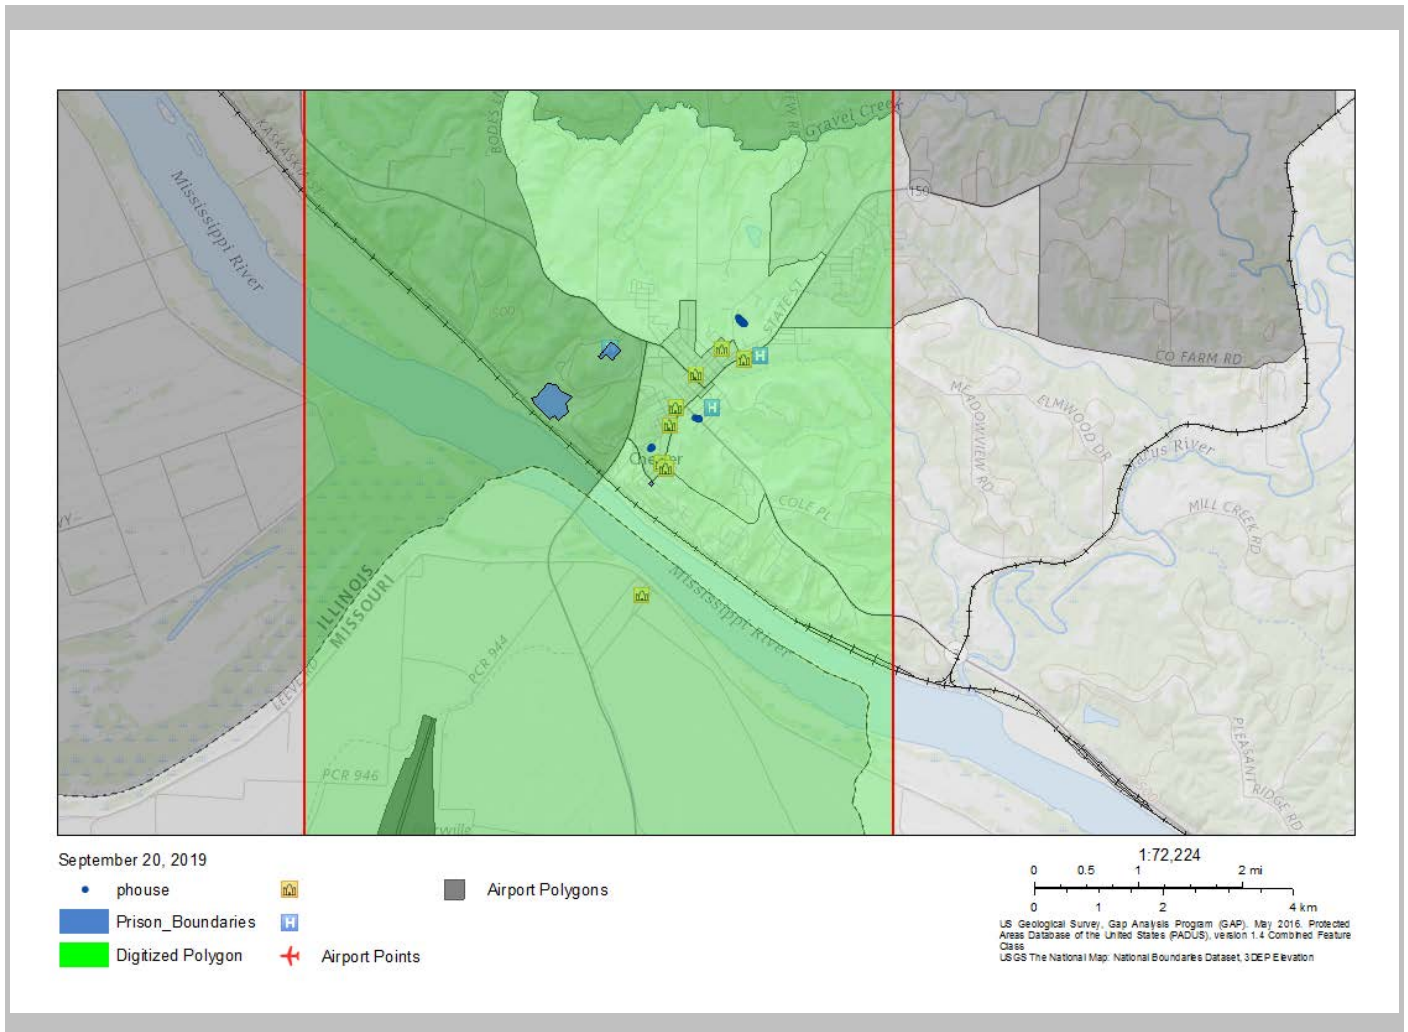 Gravel Creek
KASKASKIA ST
Mississippi River
150
STATE ST
CO FARM RD
MEADOWVIEW RD
ELMWOOD DR
Chester
COLE PL
MILL CREEK RD
ILLINOIS
MISSOURI
Mississippi River
PCR 944
LEEVE RD
PCR 946
PLEASANT RIDGE RD
September 20, 2019
phouse
Prison_Boundaries
H
Digitized Polygon
Airport Points
Airport Polygons
1:72,224
0 0.5 1 2 mi
0 1 2 4 km
US Geological Survey, Gap Analysis Program (GAP). May 2016. Protected
Areas Database of the United States (PADUS), version 1.4 Combined Feature
Class
USGS The National Map: National Boundaries Dataset, 3DEP Elevation